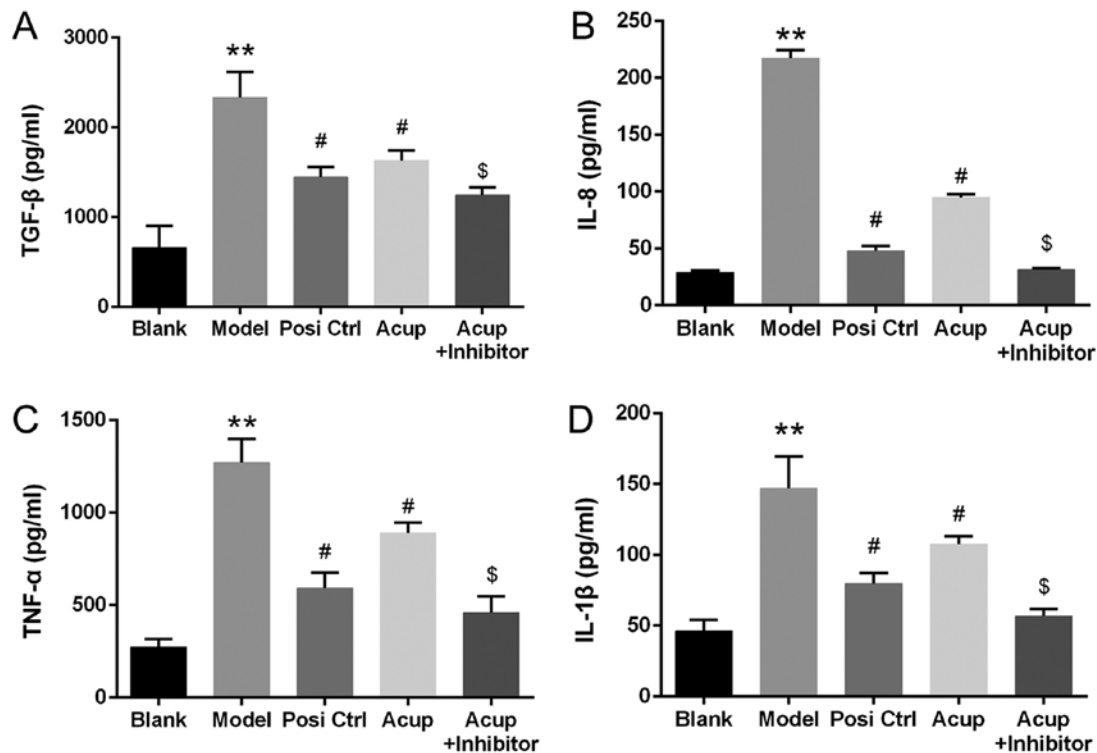 A
TGF-β (pg/ml)
3000
2000
1000
0
**
#
#
$
Blank Model Posi Ctrl Acup Acup
+Inhibitor
B
IL-8 (pg/ml)
250
200
150
100
50
0
**
#
#
$
Blank Model Posi Ctrl Acup Acup
+Inhibitor
C
TNF-α (pg/ml)
1500
1000
500
0
**
#
#
$
Blank Model Posi Ctrl Acup Acup
+Inhibitor
D
IL-1β (pg/ml)
200
150
100
50
0
**
#
#
$
Blank Model Posi Ctrl Acup Acup
+Inhibitor